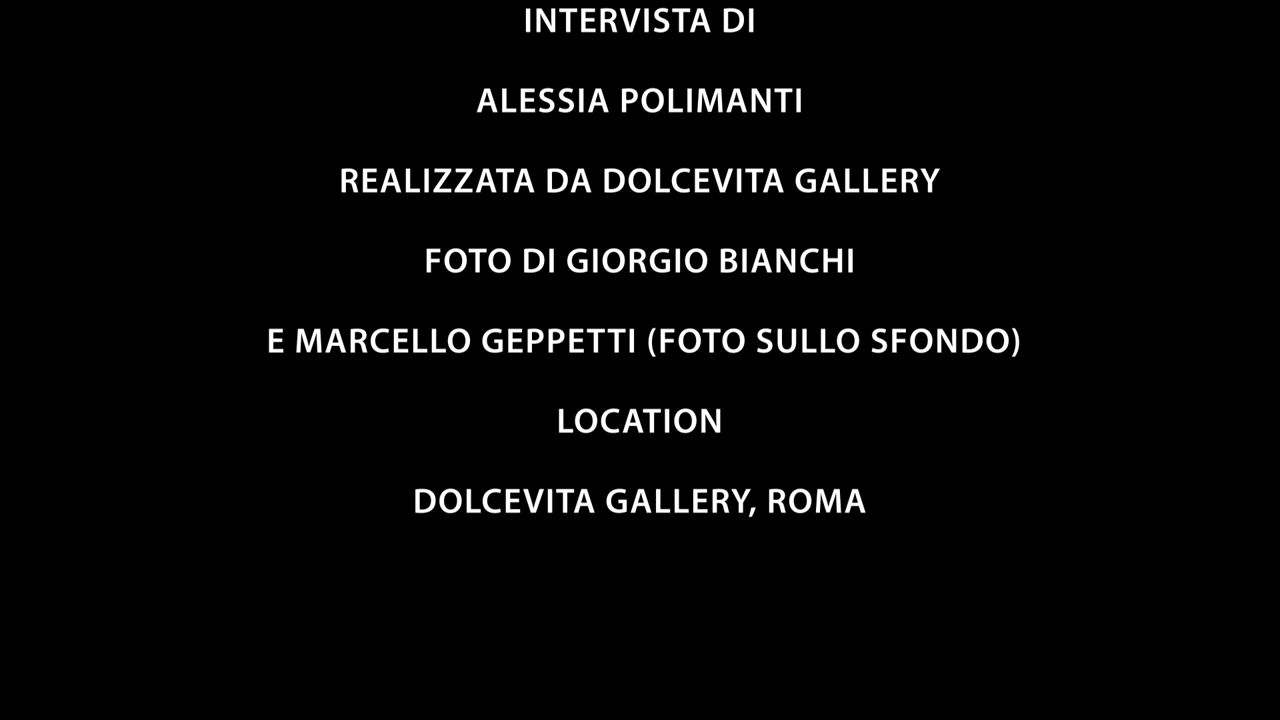 INTERVISTA DI
ALESSIA POLIMANTI
REALIZZATA DA DOLCEVITA GALLERY
FOTO DI GIORGIO BIANCHI
E MARCELLO GEPPETTI (FOTO SULLO SFONDO)
LOCATION
DOLCEVITA GALLERY, ROMA